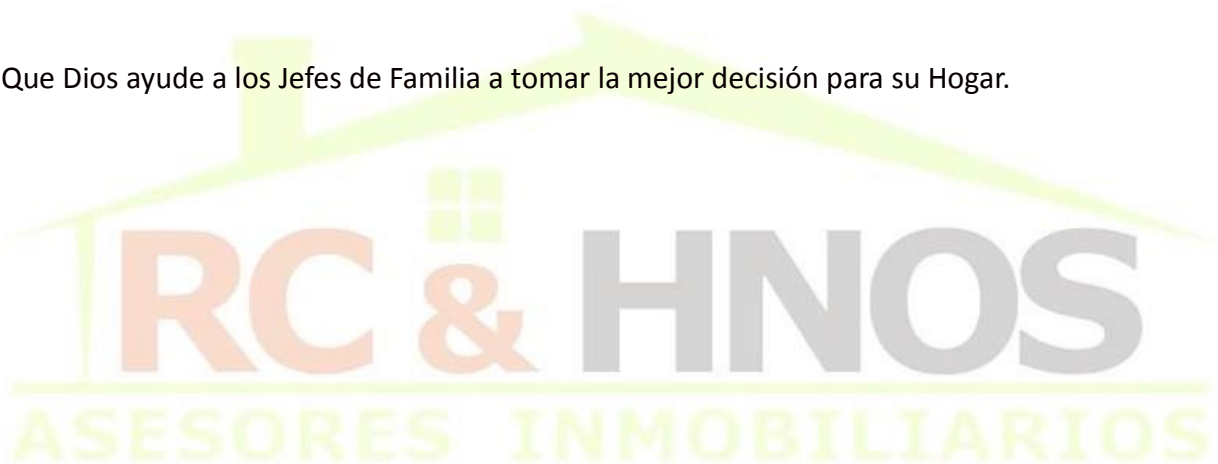 Que Dios ayude a los Jefes de Familia a tomar la mejor decisión para su Hogar.
RC & HNOS
ASESORES INMOBILIARIOS